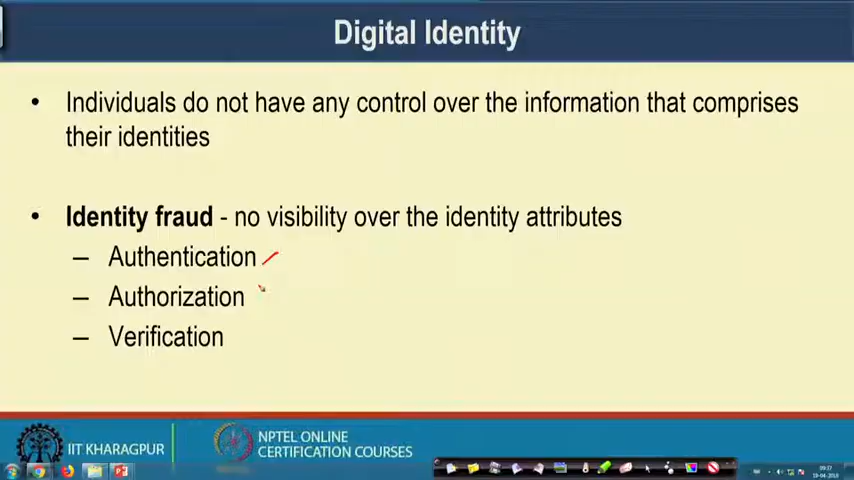 Digital Identity
• Individuals do not have any control over the information that comprises
their identities
• Identity fraud - no visibility over the identity attributes
– Authentication
– Authorization
– Verification
IIT KHARAGPUR
NPTEL ONLINE
CERTIFICATION COURSES